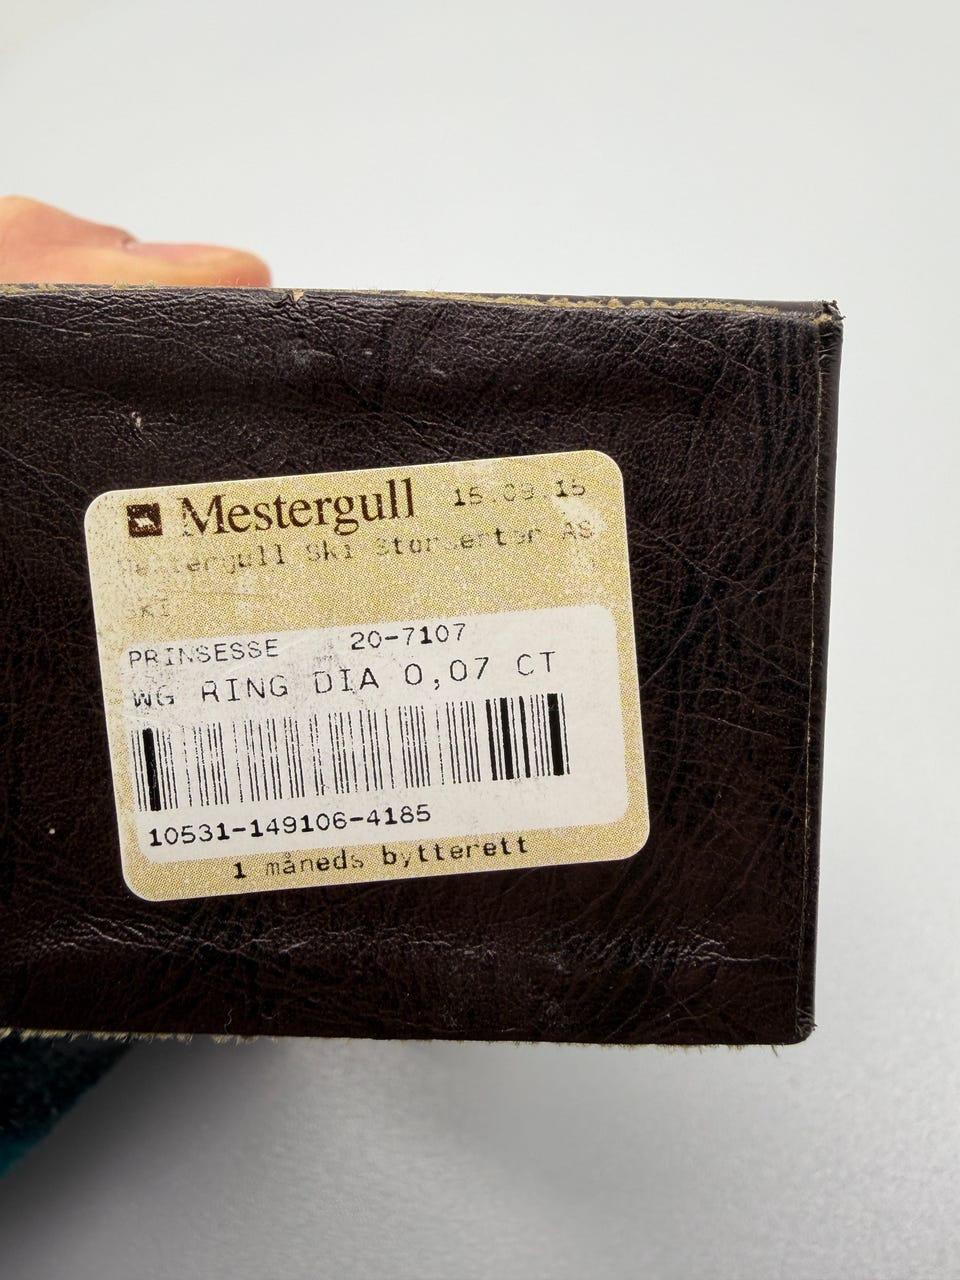 Mestergull 15.09.15
Mestergull Ski Storsenter AS
SKI
PRINSESSE 20-7107
WG RING DIA 0,07 CT
10531-149106-4185
1 måneds bytterett